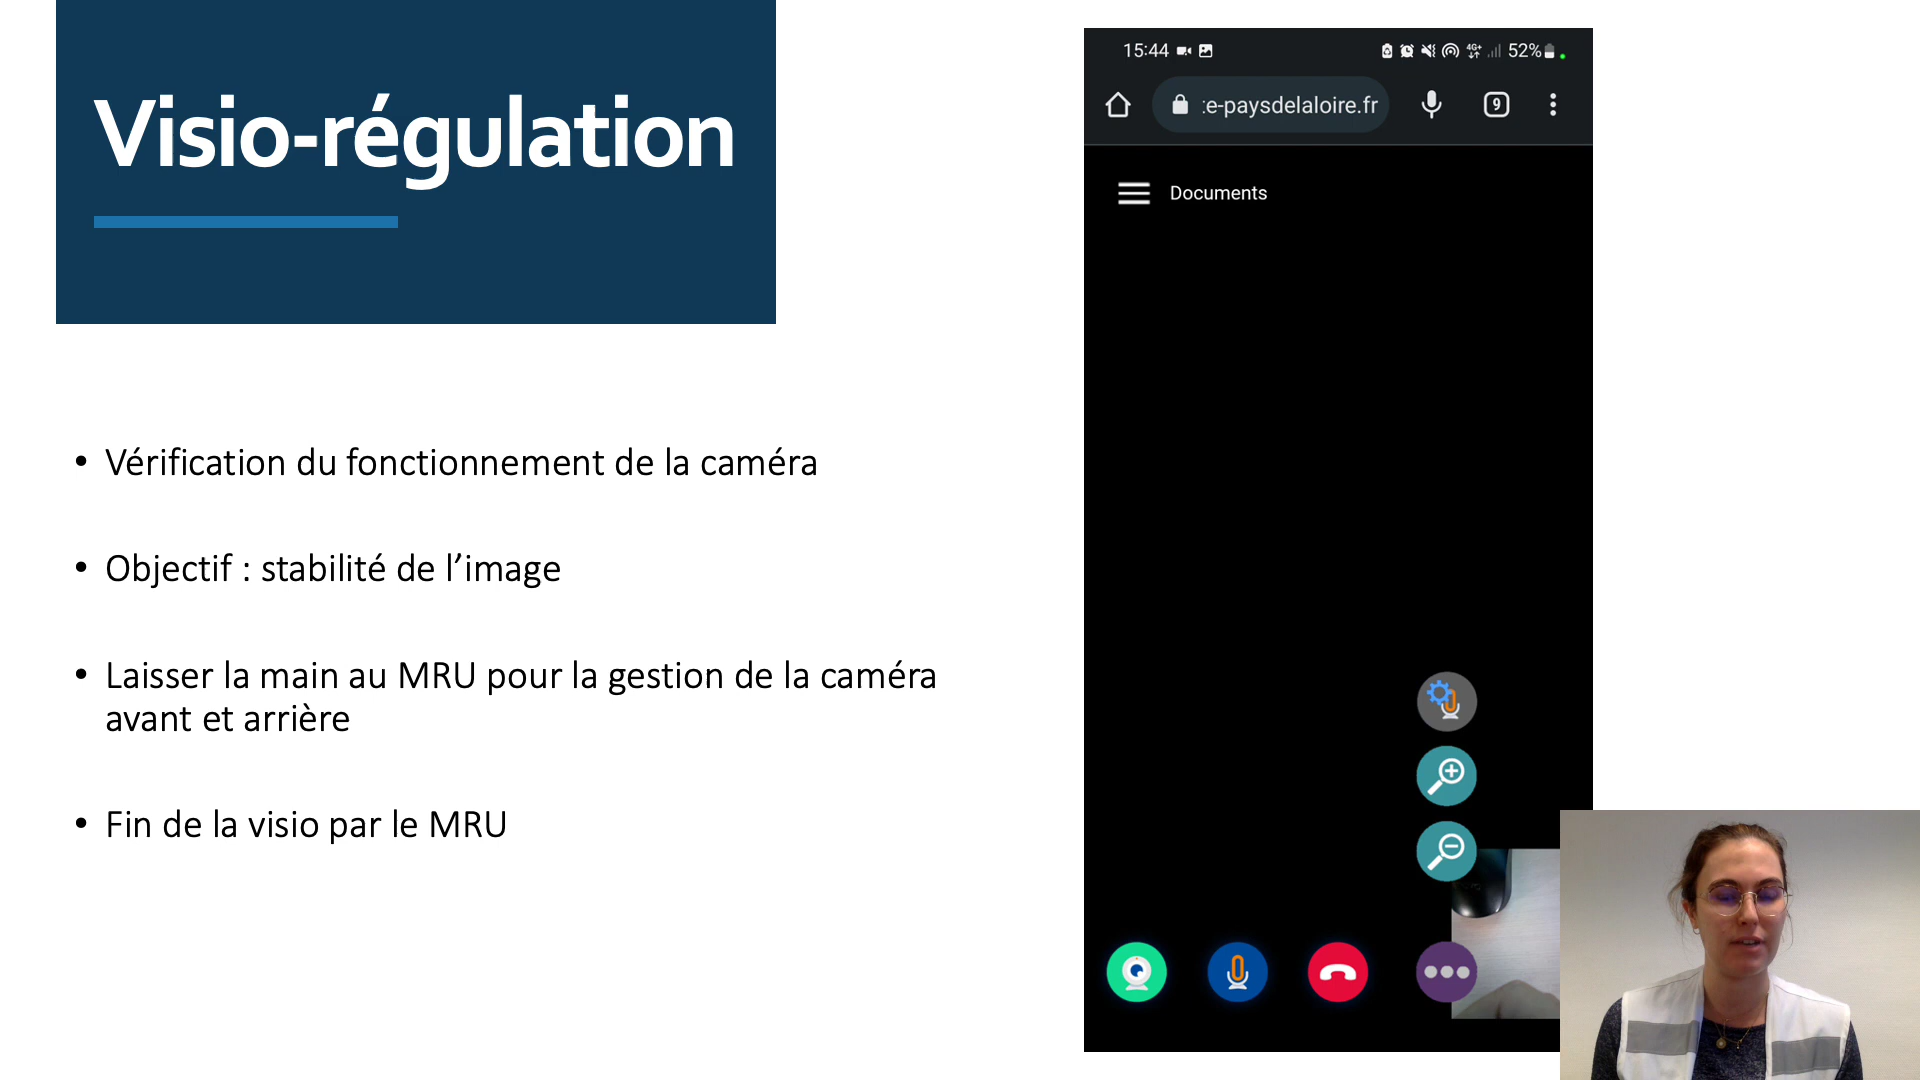 Visio-régulation
• Vérification du fonctionnement de la caméra
• Objectif : stabilité de l’image
• Laisser la main au MRU pour la gestion de la caméra
avant et arrière
• Fin de la visio par le MRU
15:44
4G+
52%
:e-paysdelaloire.fr
9
Documents